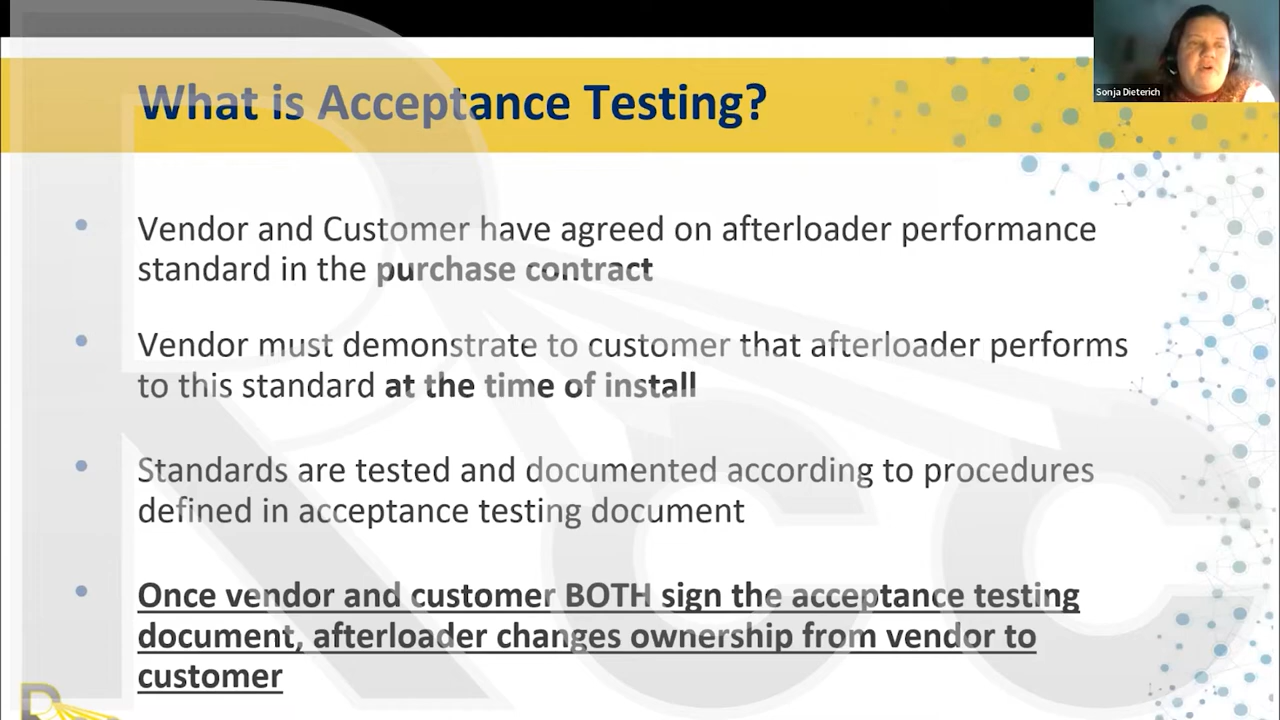 Sonja Dieterich
What is Acceptance Testing?
• Vendor and Customer have agreed on afterloader performance
standard in the purchase contract
• Vendor must demonstrate to customer that afterloader performs
to this standard at the time of install
• Standards are tested and documented according to procedures
defined in acceptance testing document
• Once vendor and customer BOTH sign the acceptance testing
document, afterloader changes ownership from vendor to
customer
RCC